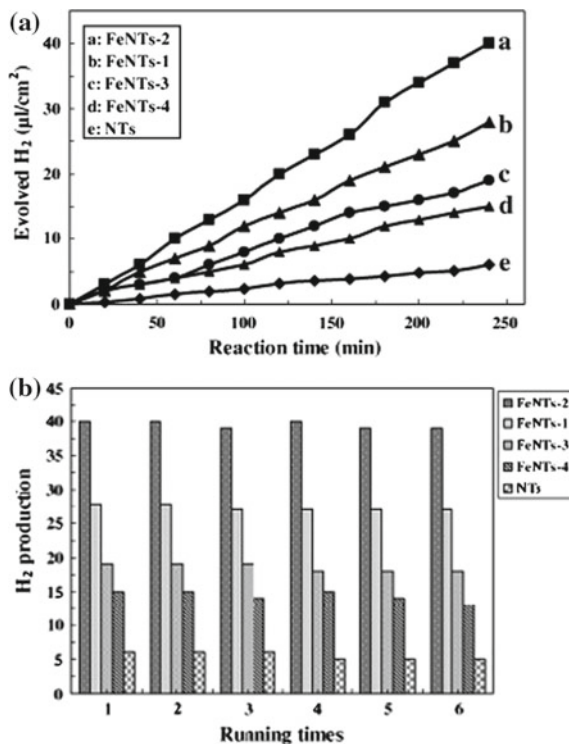 (a)
a: FeNTs-2
b: FeNTs-1
c: FeNTs-3
d: FeNTs-4
e: NTs
a
b
c
d
e
40
30
20
10
0
0 50 100 150 200 250
Evolved H₂ (μl/cm²)
Reaction time (min)
(b)
45
40
35
30
25
20
15
10
5
0
1 2 3 4 5 6
H₂ production
Running times
FeNTs-2
FeNTs-1
FeNTs-3
FeNTs-4
NTs